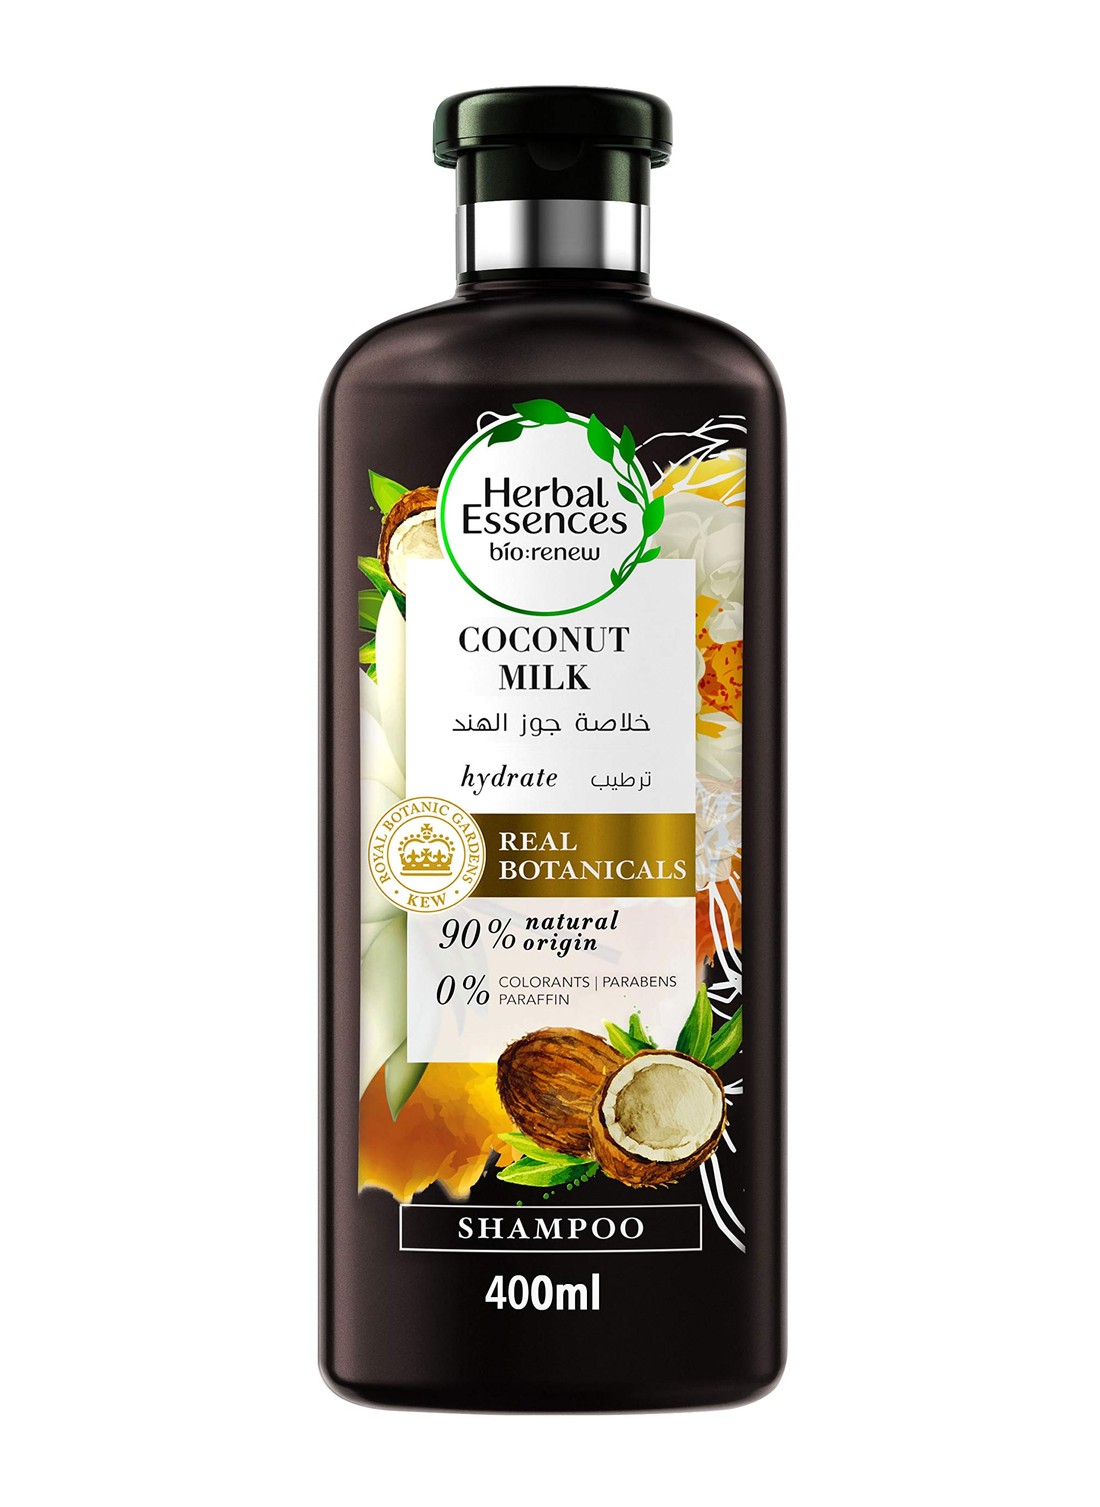 Herbal
Essences
bio:renew
COCONUT
MILK
خلاصة جوز الهند
hydrate ترطيب
ROYAL BOTANIC GARDENS
KEW
REAL
BOTANICALS
90% natural
origin
0% COLORANTS | PARABENS
PARAFFIN
SHAMPOO
400ml